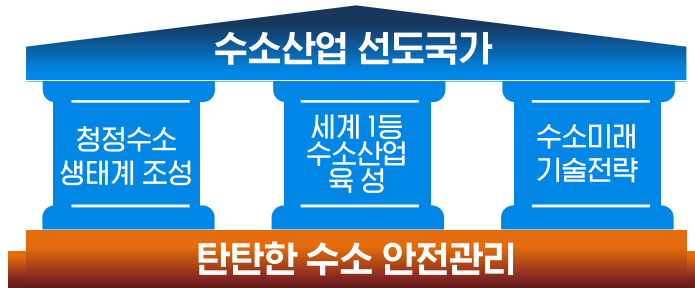 수소산업 선도국가
청정수소
생태계 조성
세계 1등
수소산업
육 성
수소미래
기술전략
탄탄한 수소 안전관리